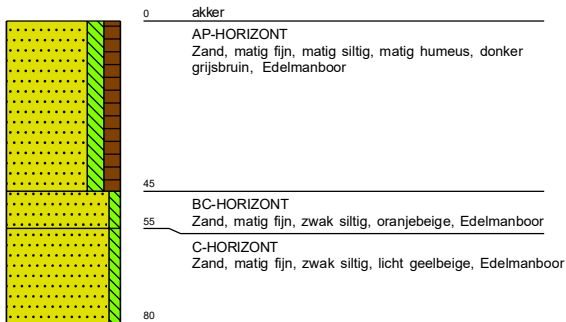 0 akker
AP-HORIZONT
Zand, matig fijn, matig siltig, matig humeus, donker
grijsbruin, Edelmanboor
45
BC-HORIZONT
Zand, matig fijn, zwak siltig, oranjebeige, Edelmanboor
55
C-HORIZONT
Zand, matig fijn, zwak siltig, licht geelbeige, Edelmanboor
80